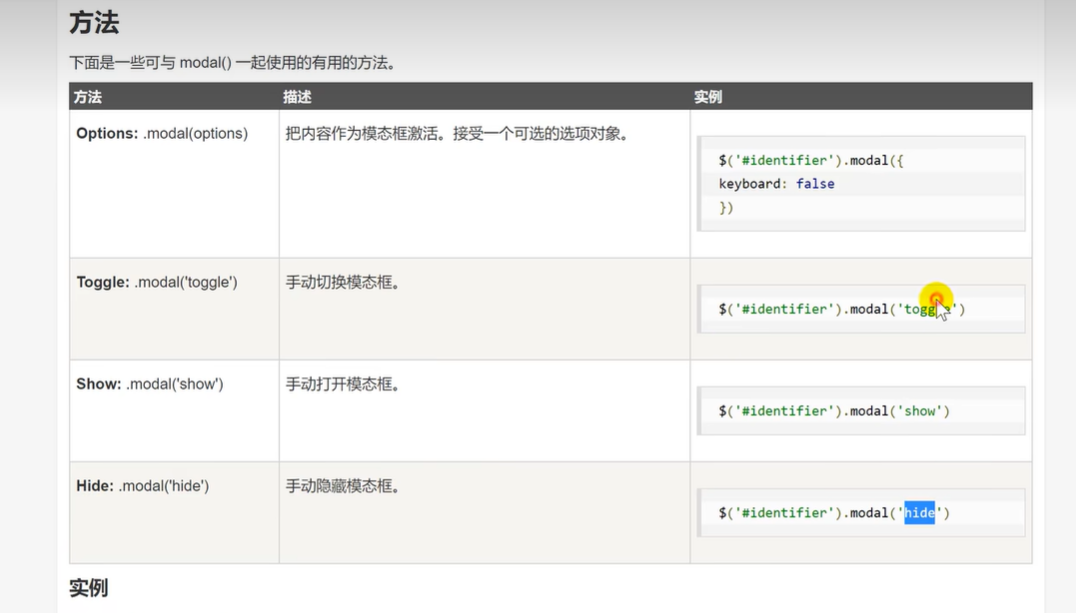 方法
下面是一些可与 modal() 一起使用的有用的方法。
方法 描述 实例
Options: .modal(options) 把内容作为模态框激活。接受一个可选的选项对象。
$('#identifier').modal({
keyboard: false
})
Toggle: .modal('toggle') 手动切换模态框。
$('#identifier').modal('toggle')
Show: .modal('show') 手动打开模态框。
$('#identifier').modal('show')
Hide: .modal('hide') 手动隐藏模态框。
$('#identifier').modal('hide')
实例